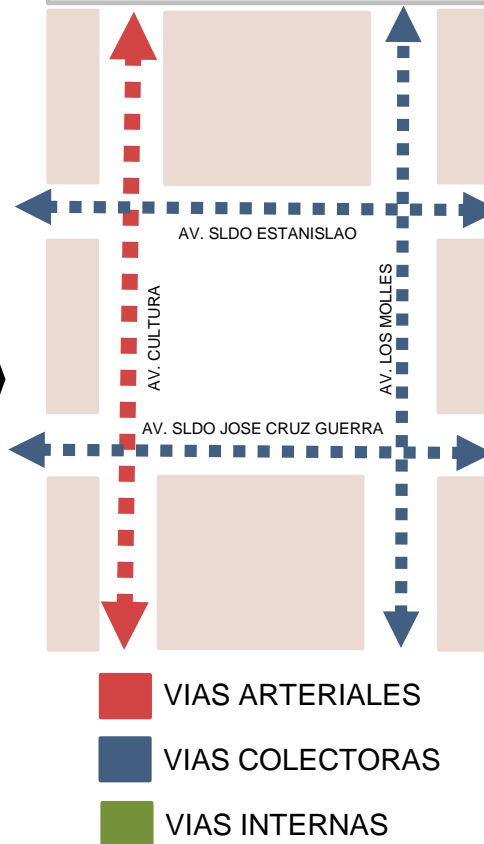 AV. SLDO ESTANISLAO
AV. CULTURA
AV. LOS MOLLES
AV. SLDO JOSE CRUZ GUERRA
VIAS ARTERIALES
VIAS COLECTORAS
VIAS INTERNAS